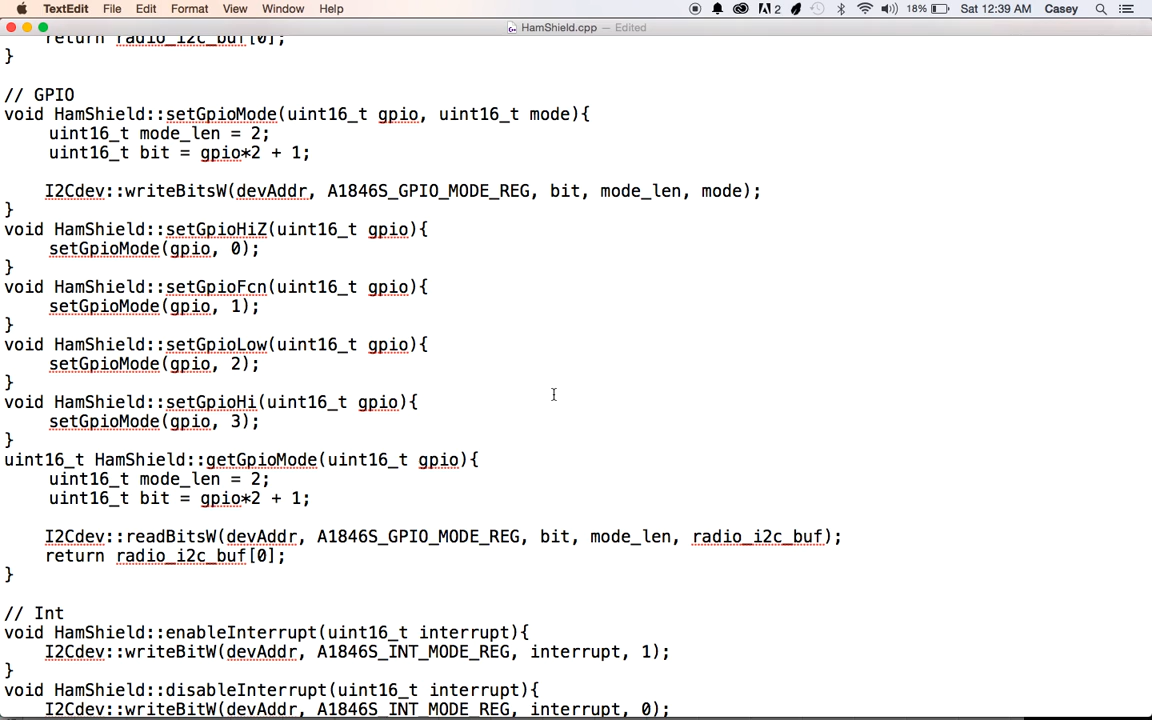 TextEdit File Edit Format View Window Help 2 18% Sat 12:39 AM Casey
HamShield.cpp — Edited
return radio_i2c_buf[0];
}
// GPIO
void HamShield::setGpioMode(uint16_t gpio, uint16_t mode){
uint16_t mode_len = 2;
uint16_t bit = gpio*2 + 1;
I2Cdev::writeBitsW(devAddr, A1846S_GPIO_MODE_REG, bit, mode_len, mode);
}
void HamShield::setGpioHiZ(uint16_t gpio){
setGpioMode(gpio, 0);
}
void HamShield::setGpioFcn(uint16_t gpio){
setGpioMode(gpio, 1);
}
void HamShield::setGpioLow(uint16_t gpio){
setGpioMode(gpio, 2);
}
void HamShield::setGpioHi(uint16_t gpio){
setGpioMode(gpio, 3);
}
uint16_t HamShield::getGpioMode(uint16_t gpio){
uint16_t mode_len = 2;
uint16_t bit = gpio*2 + 1;
I2Cdev::readBitsW(devAddr, A1846S_GPIO_MODE_REG, bit, mode_len, radio_i2c_buf);
return radio_i2c_buf[0];
}
// Int
void HamShield::enableInterrupt(uint16_t interrupt){
I2Cdev::writeBitW(devAddr, A1846S_INT_MODE_REG, interrupt, 1);
}
void HamShield::disableInterrupt(uint16_t interrupt){
I2Cdev::writeBitW(devAddr, A1846S_INT_MODE_REG, interrupt, 0);